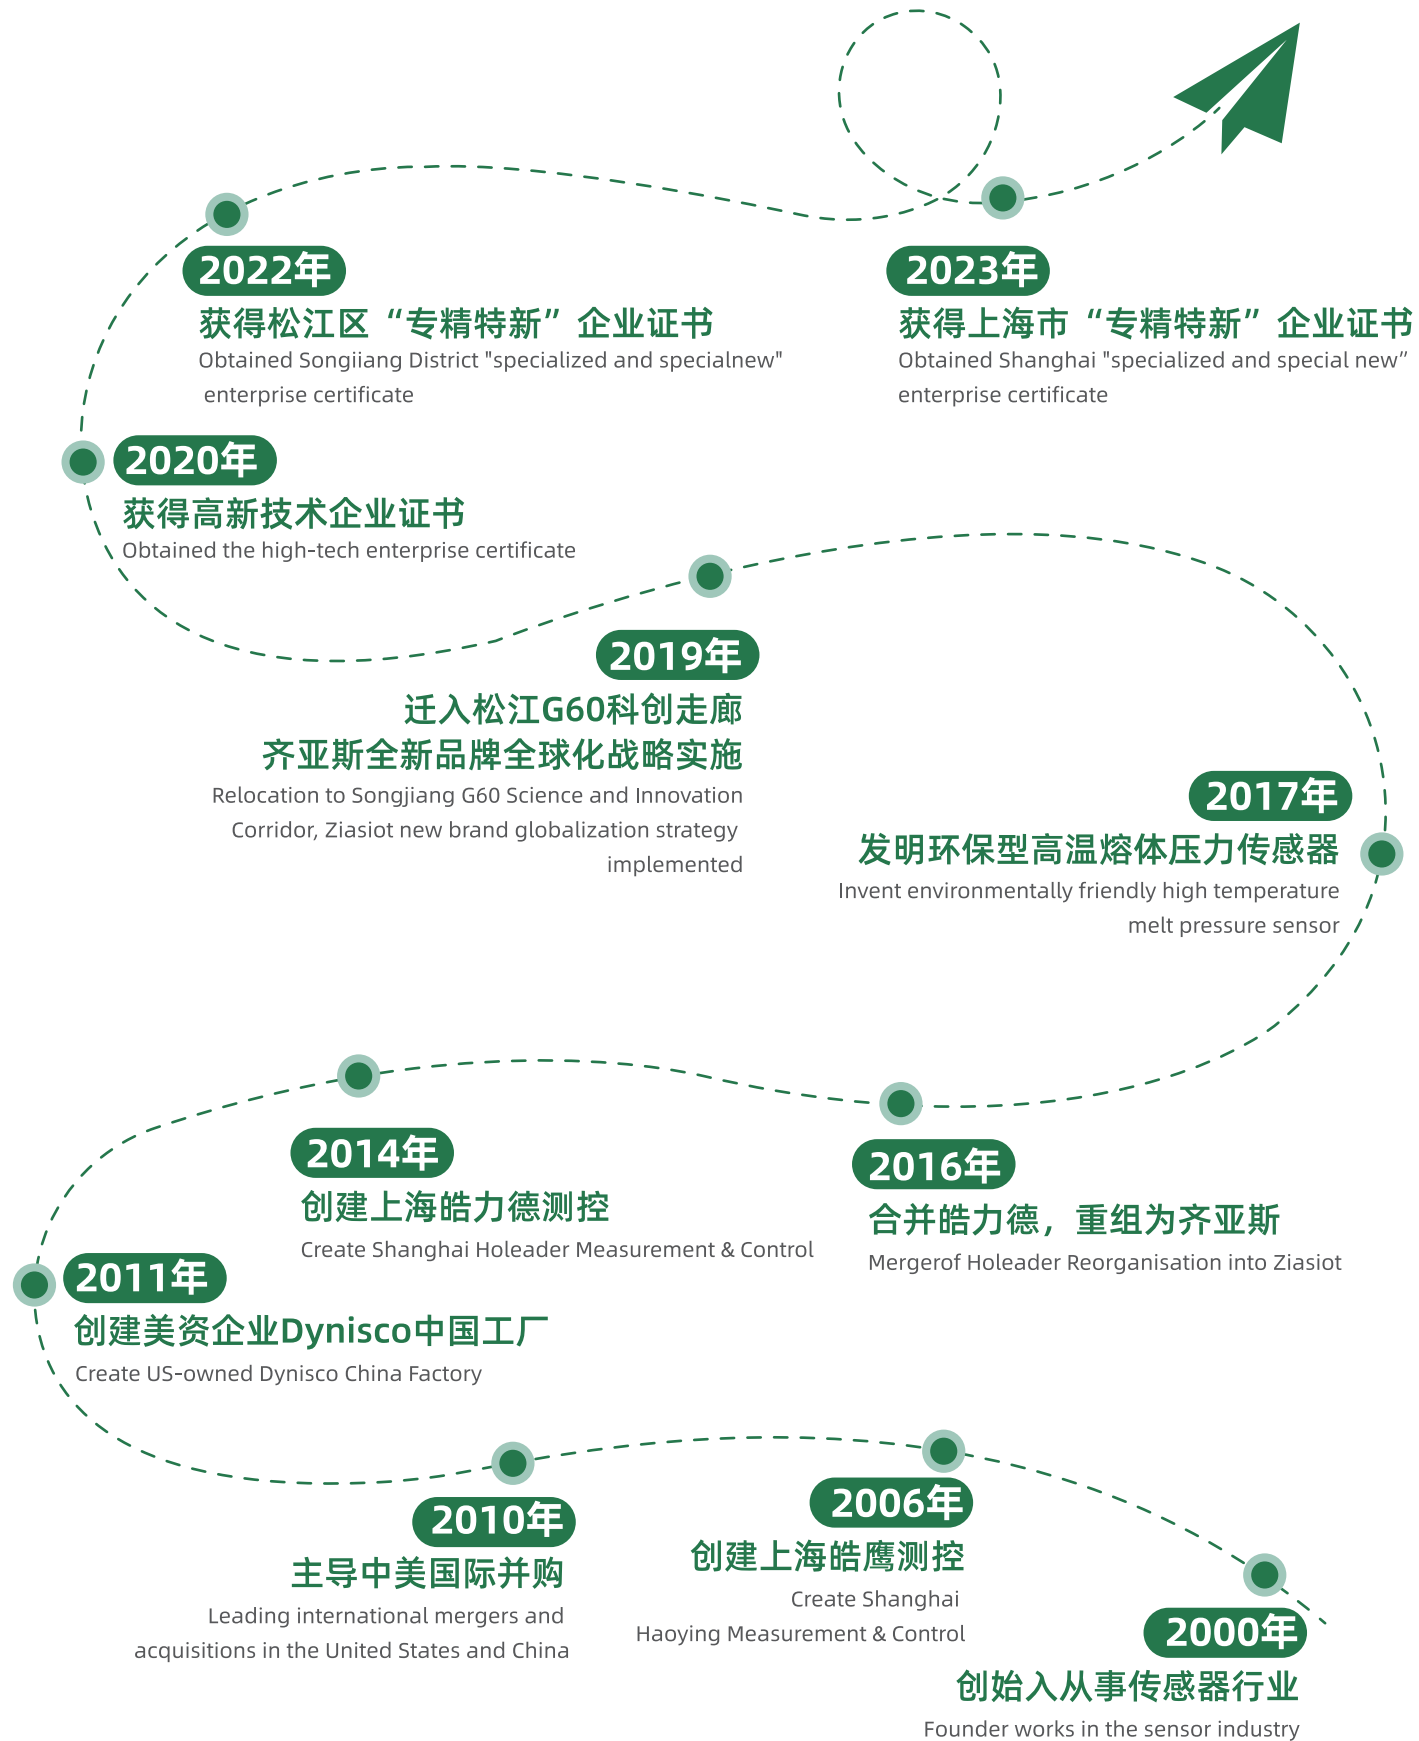 2022年
获得松江区“专精特新”企业证书
Obtained Songiiang District "specialized and specialnew"
enterprise certificate
2023年
获得上海市“专精特新”企业证书
Obtained Shanghai "specialized and special new”
enterprise certificate
2020年
获得高新技术企业证书
Obtained the high-tech enterprise certificate
2019年
迁入松江G60科创走廊
齐亚斯全新品牌全球化战略实施
Relocation to Songjiang G60 Science and Innovation
Corridor, Ziasiot new brand globalization strategy
implemented
2017年
发明环保型高温熔体压力传感器
Invent environmentally friendly high temperature
melt pressure sensor
2014年
创建上海皓力德测控
Create Shanghai Holeader Measurement & Control
2016年
合并皓力德，重组为齐亚斯
Mergerof Holeader Reorganisation into Ziasiot
2011年
创建美资企业Dynisco中国工厂
Create US-owned Dynisco China Factory
2010年
主导中美国际并购
Leading international mergers and
acquisitions in the United States and China
2006年
创建上海皓鹰测控
Create Shanghai
Haoying Measurement & Control
2000年
创始入从事传感器行业
Founder works in the sensor industry